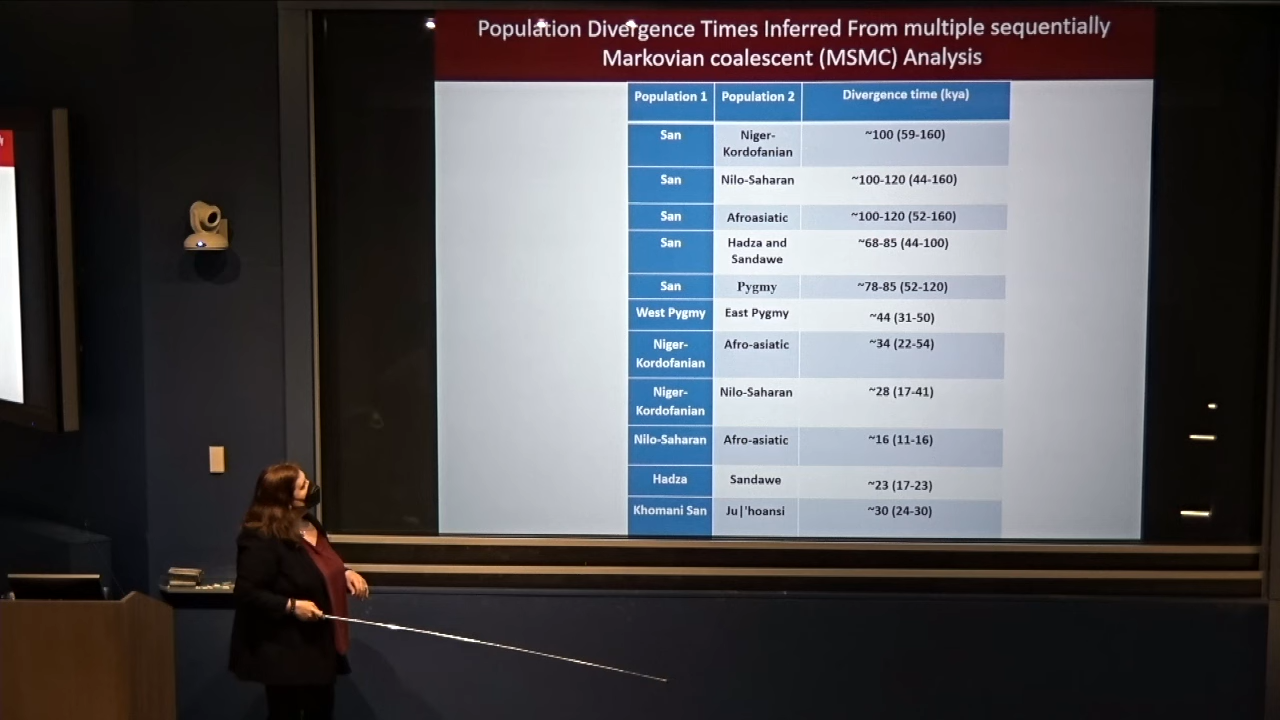 Population Divergence Times Inferred From multiple sequentially
Markovian coalescent (MSMC) Analysis
Population 1 Population 2 Divergence time (kya)
San Niger-Kordofanian ~100 (59-160)
San Nilo-Saharan ~100-120 (44-160)
San Afroasiatic ~100-120 (52-160)
San Hadza and Sandawe ~68-85 (44-100)
San Pygmy ~78-85 (52-120)
West Pygmy East Pygmy ~44 (31-50)
Niger-Kordofanian Afro-asiatic ~34 (22-54)
Niger-Kordofanian Nilo-Saharan ~28 (17-41)
Nilo-Saharan Afro-asiatic ~16 (11-16)
Hadza Sandawe ~23 (17-23)
Khomani San Ju|'hoansi ~30 (24-30)